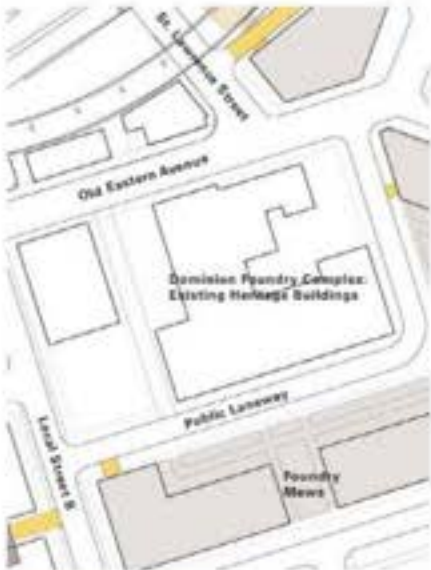 St. Lawrence Street
Old Eastern Avenue
Dominion Foundry Complex:
Existing Heritage Buildings
Public Laneway
Local Street B
Foundry
Mews